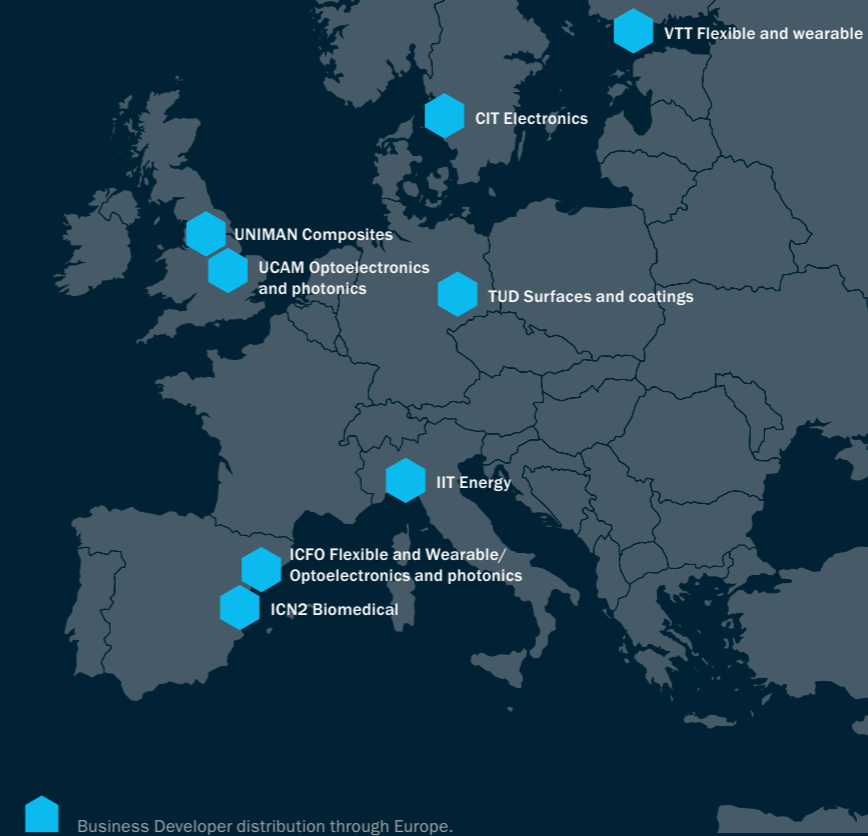 VTT Flexible and wearable
CIT Electronics
UNIMAN Composites
UCAM Optoelectronics
and photonics
TUD Surfaces and coatings
IIT Energy
ICFO Flexible and Wearable/
Optoelectronics and photonics
ICN2 Biomedical
Business Developer distribution through Europe.